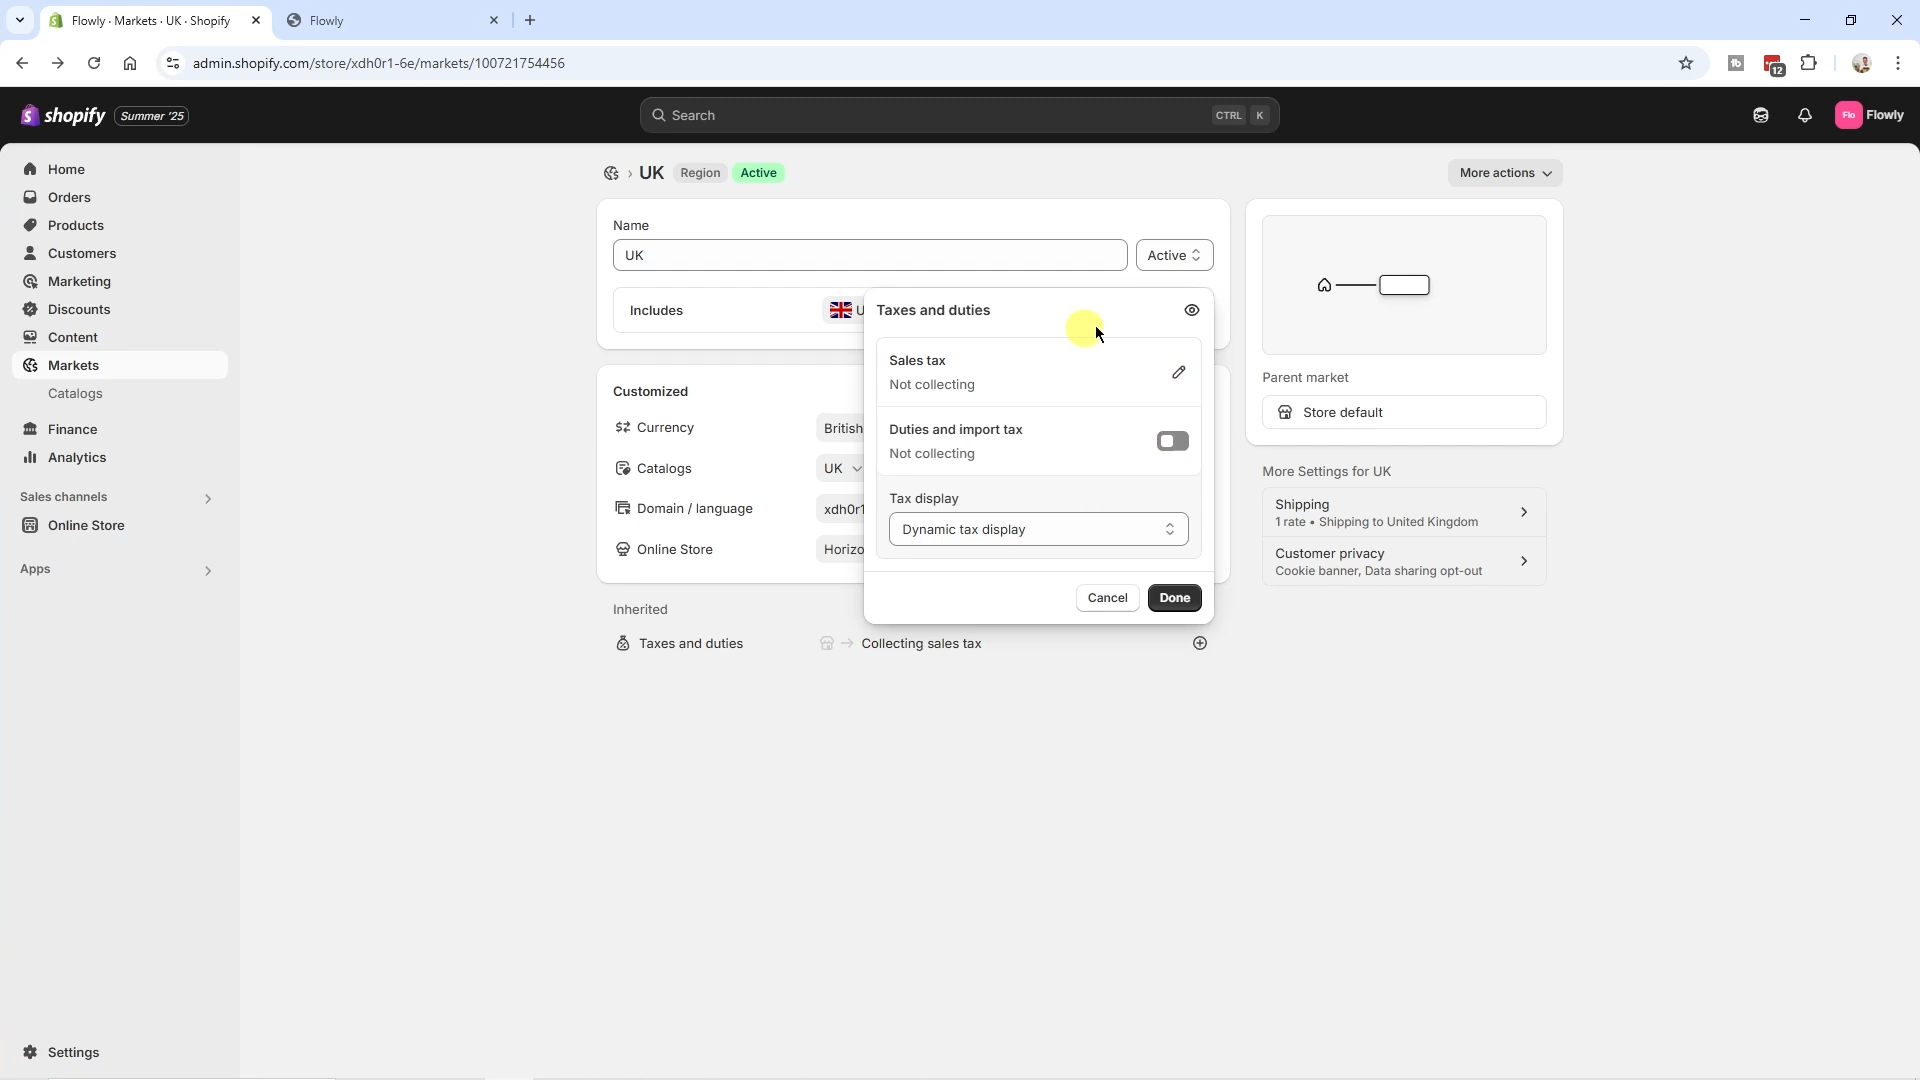 Flowly · Markets · UK · Shopify
Flowly
admin.shopify.com/store/xdh0r1-6e/markets/100721754456
12
shopify
Summer '25
Search
CTRL
K
Flo
Flowly
Home
Orders
Products
Customers
Marketing
Discounts
Content
Markets
Catalogs
Finance
Analytics
Sales channels
Online Store
Apps
Settings
UK
Region
Active
More actions
Name
UK
Active
Includes
Customized
Currency
British
Catalogs
UK
Domain / language
xdh0r1
Online Store
Inherited
Taxes and duties
Collecting sales tax
Taxes and duties
Sales tax
Not collecting
Duties and import tax
Not collecting
Tax display
Dynamic tax display
Cancel
Done
Parent market
Store default
More Settings for UK
Shipping
1 rate • Shipping to United Kingdom
Customer privacy
Cookie banner, Data sharing opt-out